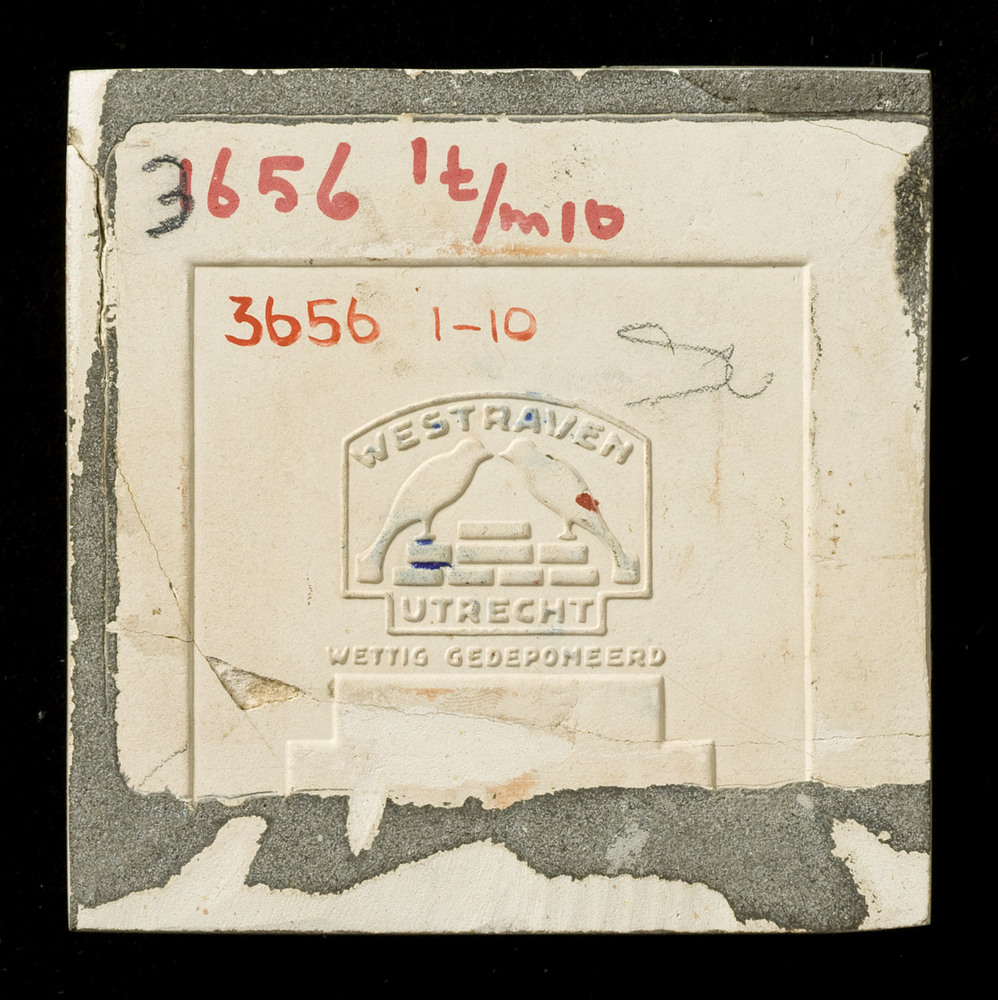 3656 1t/m10
3656 1-10
WESTRAVEN
UTRECHT
WETTIG GEDEPONEERD